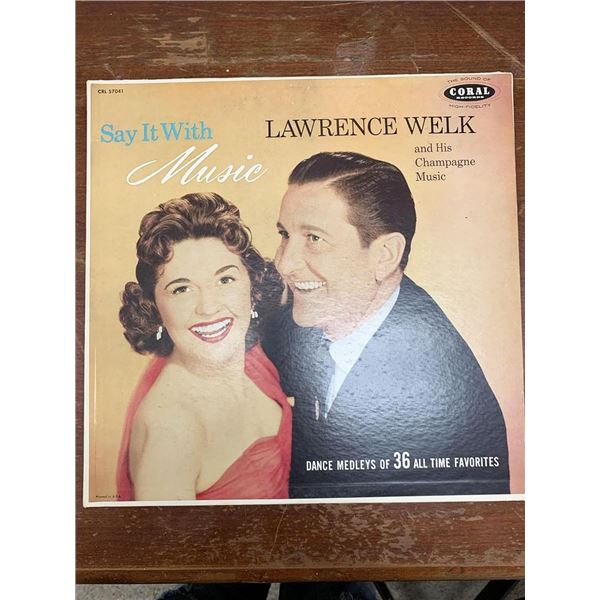 CRL 57041
THE SOUND OF
CORAL
RECORDS
HIGH-FIDELITY
Say It With
Music
LAWRENCE WELK
and His
Champagne
Music
DANCE MEDLEYS OF 36 ALL TIME FAVORITES
Printed in U.S.A.